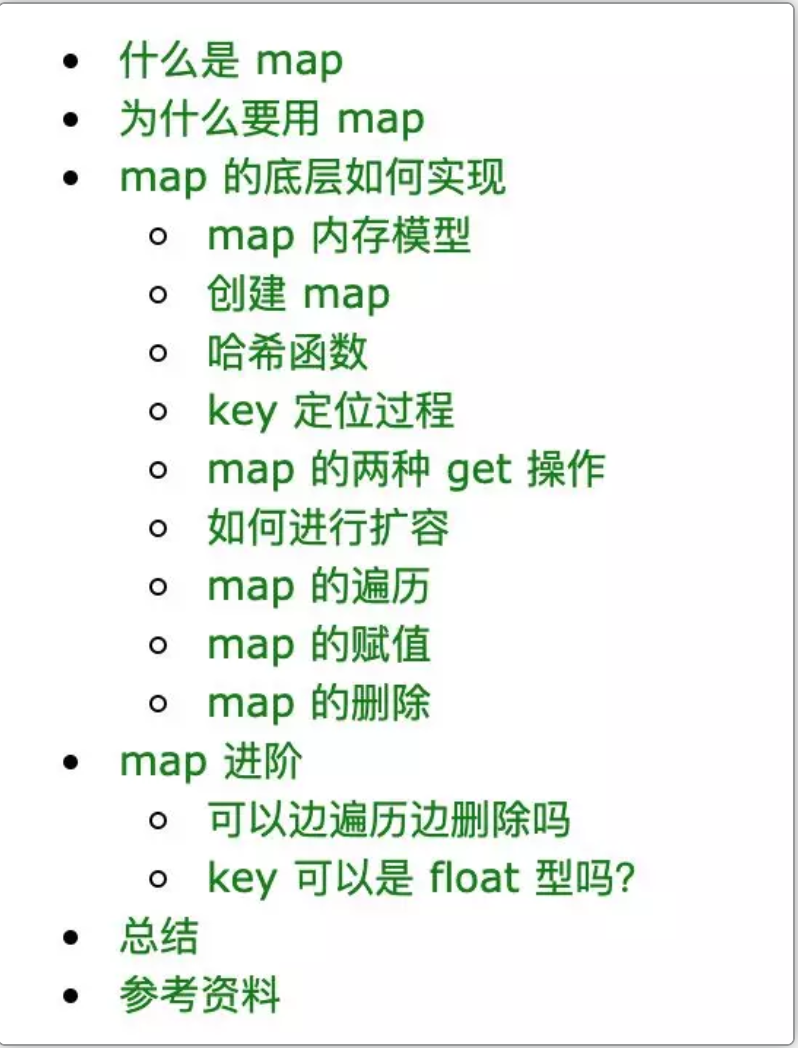 什么是 map
为什么要用 map
map 的底层如何实现
map 内存模型
创建 map
哈希函数
key 定位过程
map 的两种 get 操作
如何进行扩容
map 的遍历
map 的赋值
map 的删除
map 进阶
可以边遍历边删除吗
key 可以是 float 型吗?
总结
参考资料